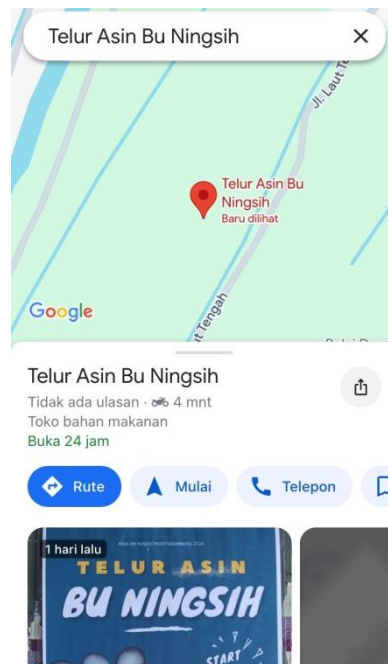 Telur Asin Bu Ningsih
Jl. Laut Te
Telur Asin Bu
Ningsih
Baru dilihat
Google
ut Tengah
Telur Asin Bu Ningsih
Tidak ada ulasan · 4 mnt
Toko bahan makanan
Buka 24 jam
Rute
Mulai
Telepon
1 hari lalu
TELUR ASIN
BU NINGSIH
START